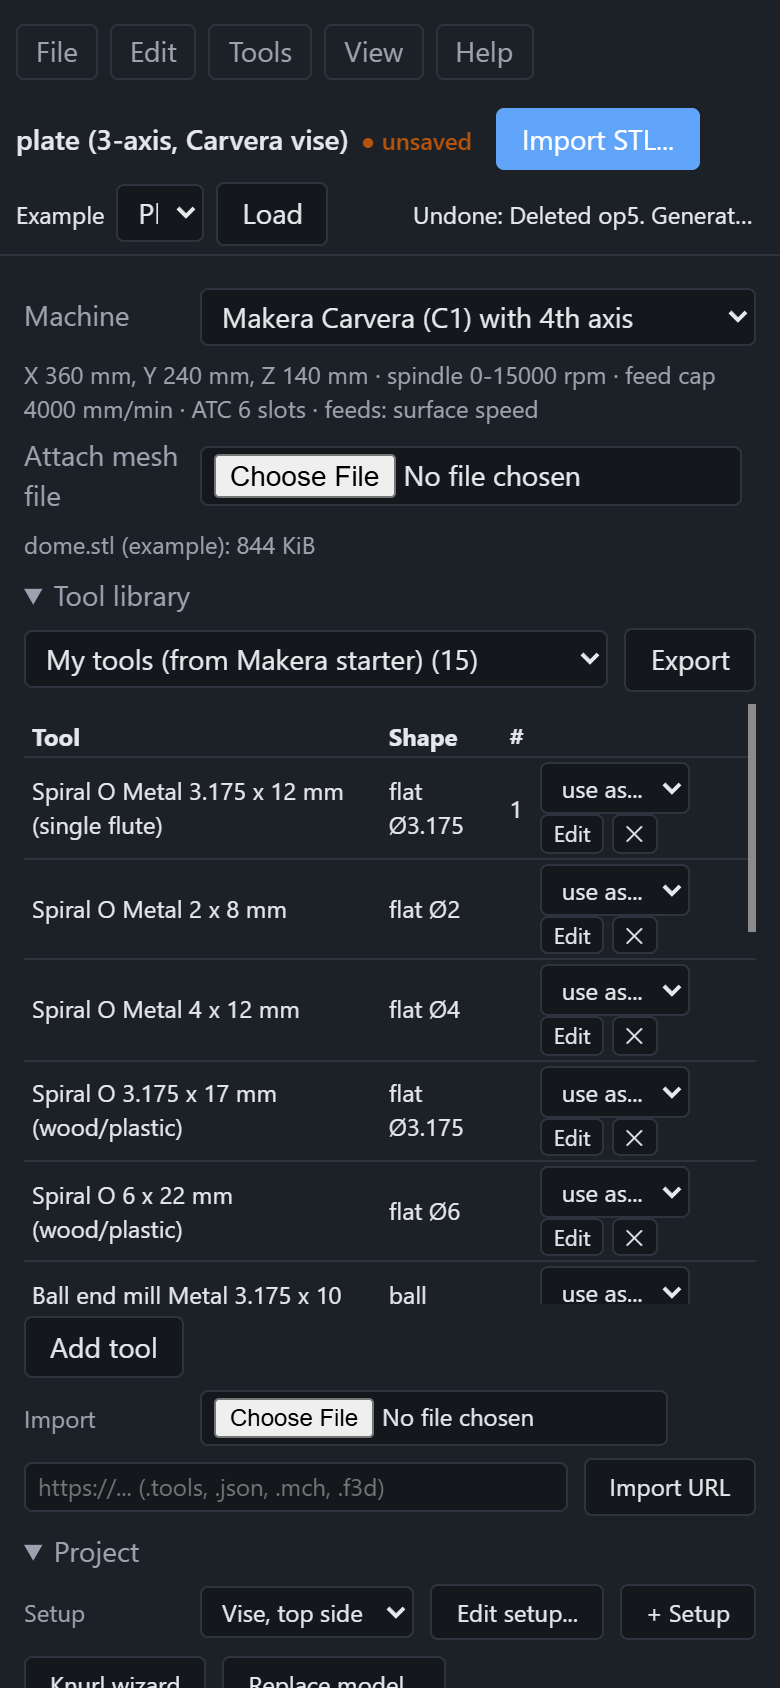 File Edit Tools View Help
plate (3-axis, Carvera vise) ● unsaved Import STL...
Example Pl Load Undone: Deleted op5. Generat...
Machine Makera Carvera (C1) with 4th axis
X 360 mm, Y 240 mm, Z 140 mm · spindle 0-15000 rpm · feed cap
4000 mm/min · ATC 6 slots · feeds: surface speed
Attach mesh
file Choose File No file chosen
dome.stl (example): 844 KiB
▼ Tool library
My tools (from Makera starter) (15) Export
Tool Shape #
Spiral O Metal 3.175 x 12 mm
(single flute) flat
Ø3.175 1 use as...
Edit ×
Spiral O Metal 2 x 8 mm flat Ø2 use as...
Edit ×
Spiral O Metal 4 x 12 mm flat Ø4 use as...
Edit ×
Spiral O 3.175 x 17 mm
(wood/plastic) flat
Ø3.175 use as...
Edit ×
Spiral O 6 x 22 mm
(wood/plastic) flat Ø6 use as...
Edit ×
Ball end mill Metal 3.175 x 10 ball use as...
Add tool
Import Choose File No file chosen
https://... (.tools, .json, .mch, .f3d) Import URL
▼ Project
Setup Vise, top side Edit setup... + Setup
Knurl wizard Replace model